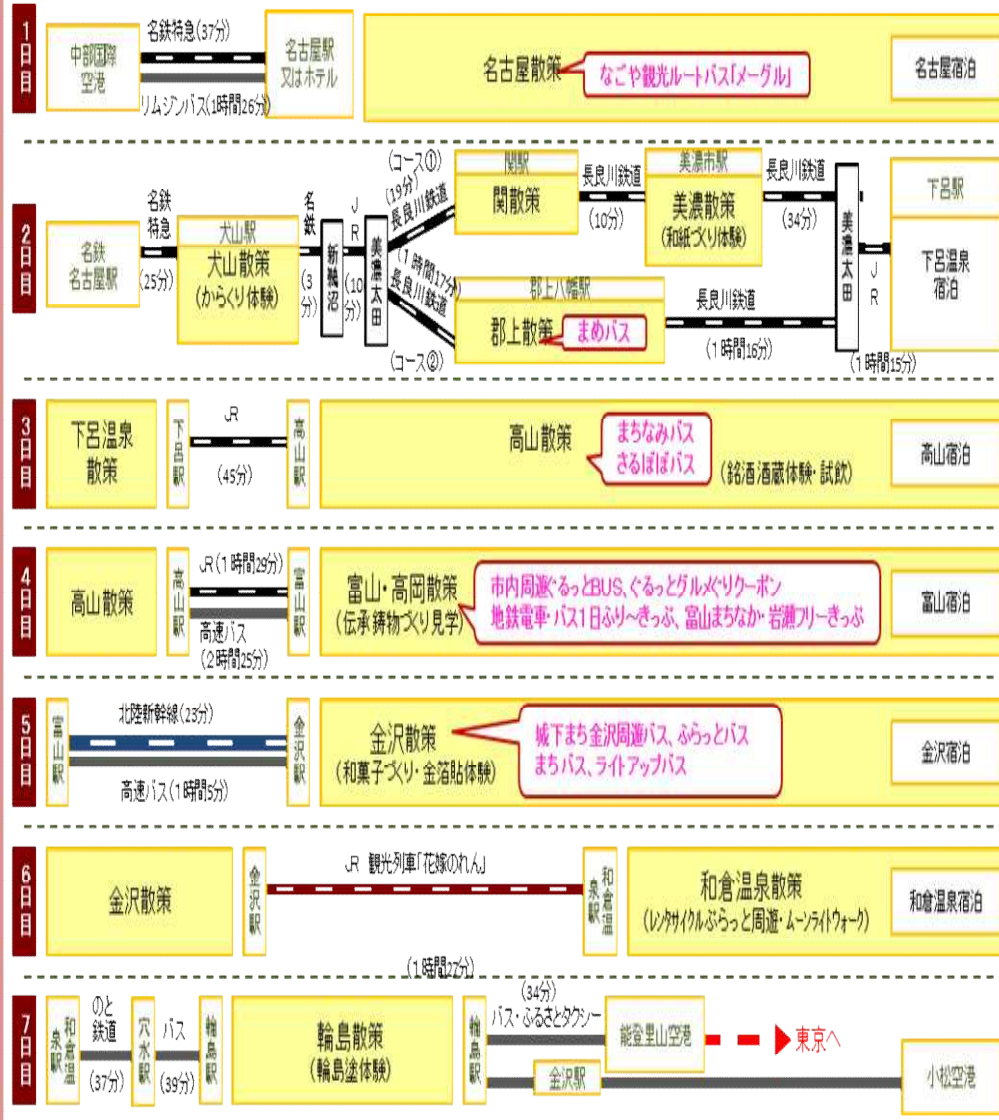 1日目
名鉄特急(37分)
中部国際
空港
リムジンバス(1時間26分)
名古屋駅
又はホテル
名古屋散策
なごや観光ルートバス「メーグル」
名古屋宿泊
2日目
名鉄
名古屋駅
名鉄
特急
(25分)
犬山駅
犬山散策
(からくり体験)
名鉄
(3分)
新鵜沼
JR
(10分)
美濃太田
(コース①)
(19分)
長良川鉄道
関駅
関散策
長良川鉄道
(10分)
美濃市駅
美濃散策
(和紙づくり体験)
長良川鉄道
(34分)
(1時間17分)
長良川鉄道
(コース②)
郡上八幡駅
郡上散策
まめバス
長良川鉄道
(1時間16分)
美濃太田
JR
(1時間15分)
下呂駅
下呂温泉
宿泊
3日目
下呂温泉
散策
下呂駅
JR
(45分)
高山駅
高山散策
まちなみバス
さるぼぼバス
(銘酒酒蔵体験・試飲)
高山宿泊
4日目
高山散策
高山駅
JR(1時間29分)
高速バス
(2時間25分)
富山駅
富山・高岡散策
(伝承鋳物づくり見学)
市内周遊ぐるっとBUS、ぐるっとグルメぐりクーポン
地鉄電車・バス1日ふり~きっぷ、富山まちなか・岩瀬フリーきっぷ
富山宿泊
5日目
富山駅
北陸新幹線(23分)
高速バス(1時間5分)
金沢駅
金沢散策
(和菓子づくり・金箔貼体験)
城下まち金沢周遊バス、ふらっとバス
まちバス、ライトアップバス
金沢宿泊
6日目
金沢散策
金沢駅
JR 観光列車「花嫁のれん」
(1時間27分)
和倉温泉駅
和倉温泉散策
(レンタサイクルぶらっと周遊・ムーンライトウォーク)
和倉温泉宿泊
7日目
和倉温泉駅
のと
鉄道
(37分)
穴水駅
バス
(39分)
輪島駅
輪島散策
(輪島塗体験)
輪島駅
(34分)
バス・ふるさとタクシー
能登里山空港
東京へ
金沢駅
小松空港